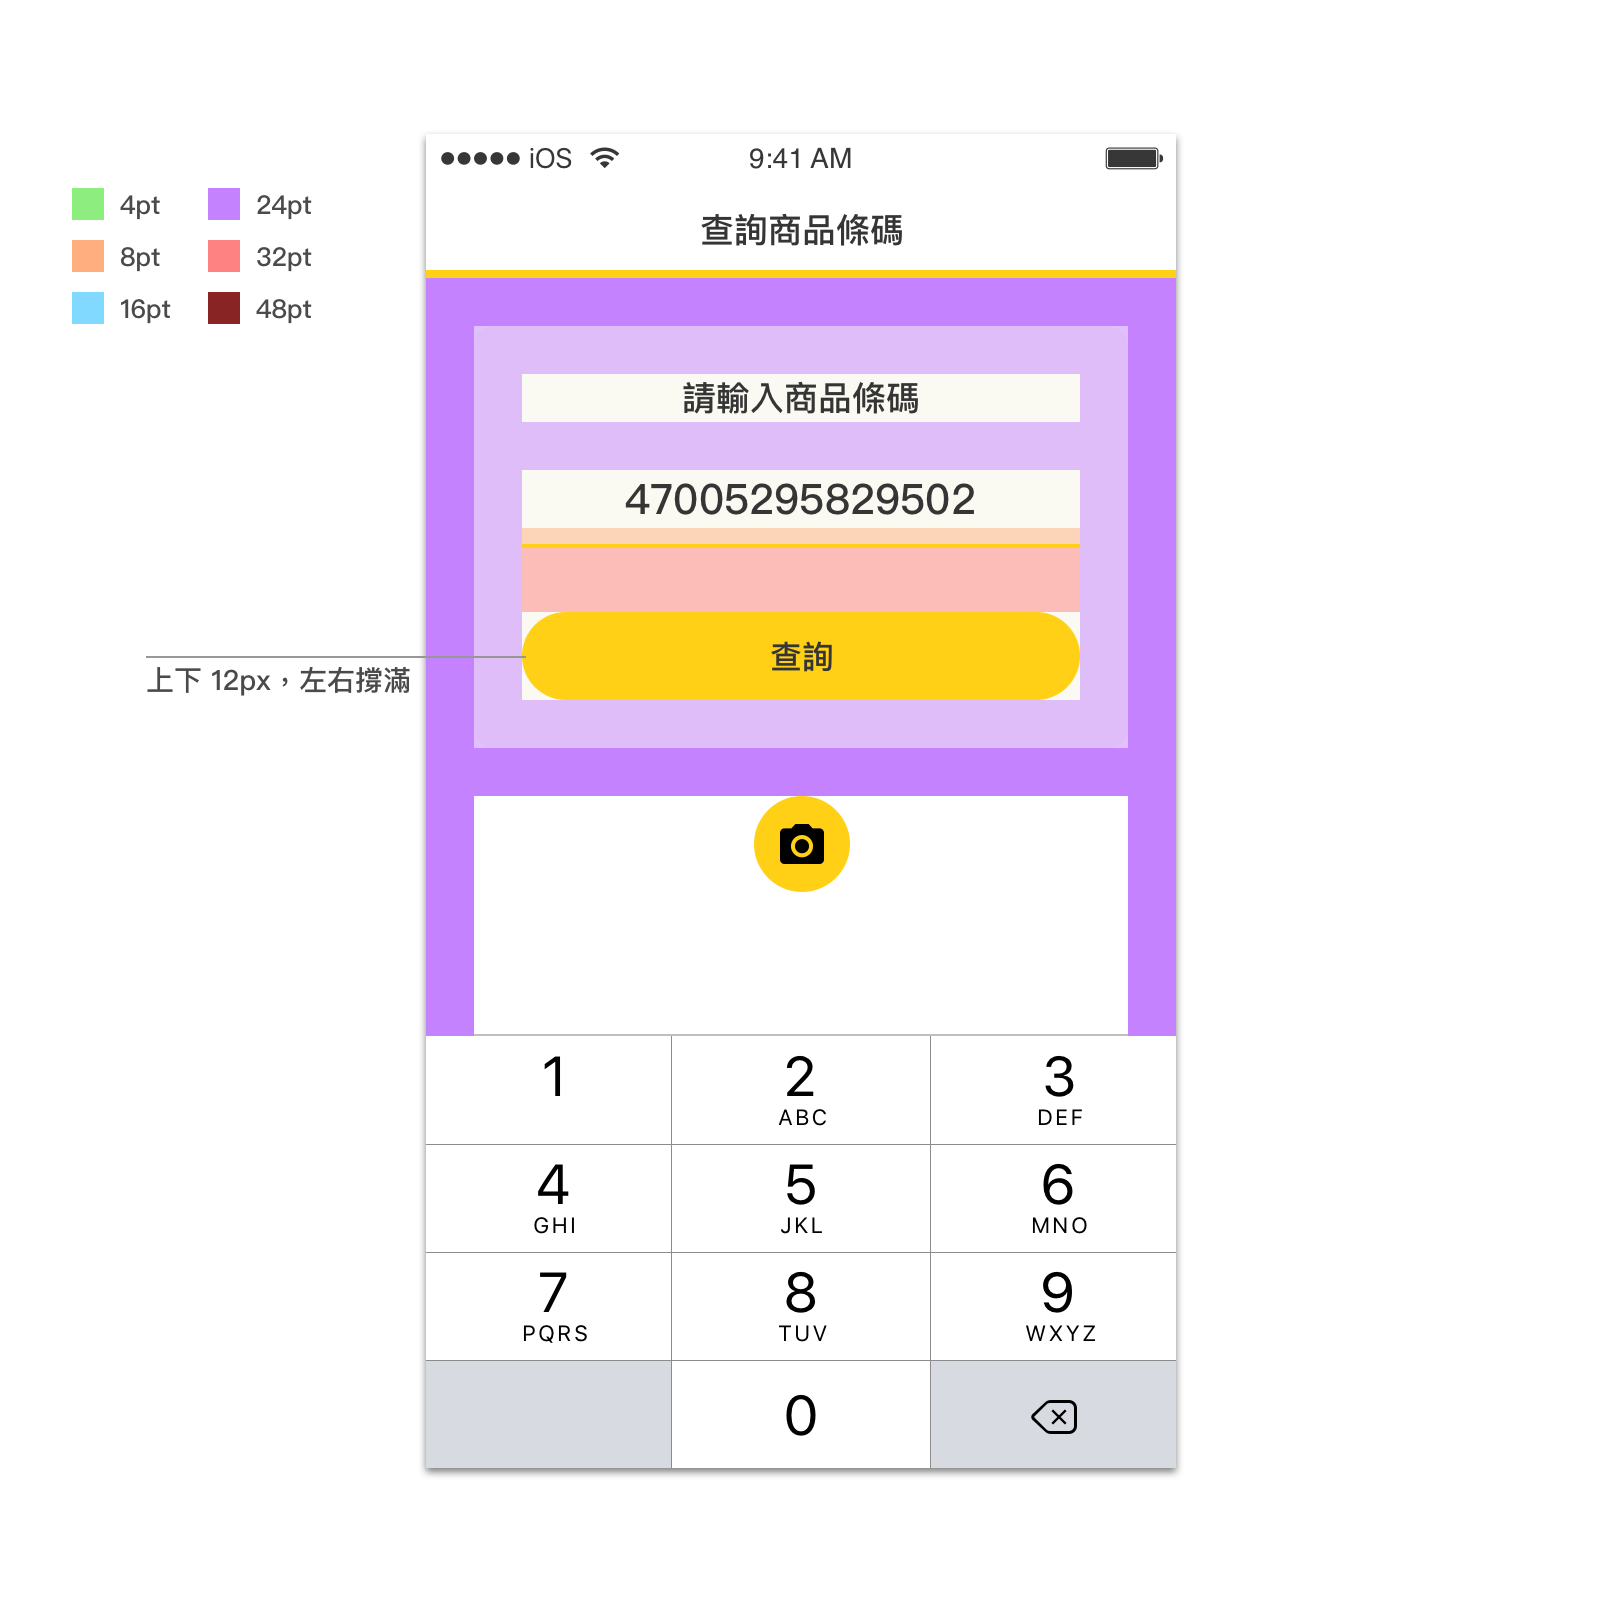 iOS 9:41 AM
4pt 24pt
查詢商品條碼
8pt 32pt
16pt 48pt
請輸入商品條碼
47005295829502
查詢
上下 12px，左右撐滿
1 2 3
ABC DEF
4 5 6
GHI JKL MNO
7 8 9
PQRS TUV WXYZ
0